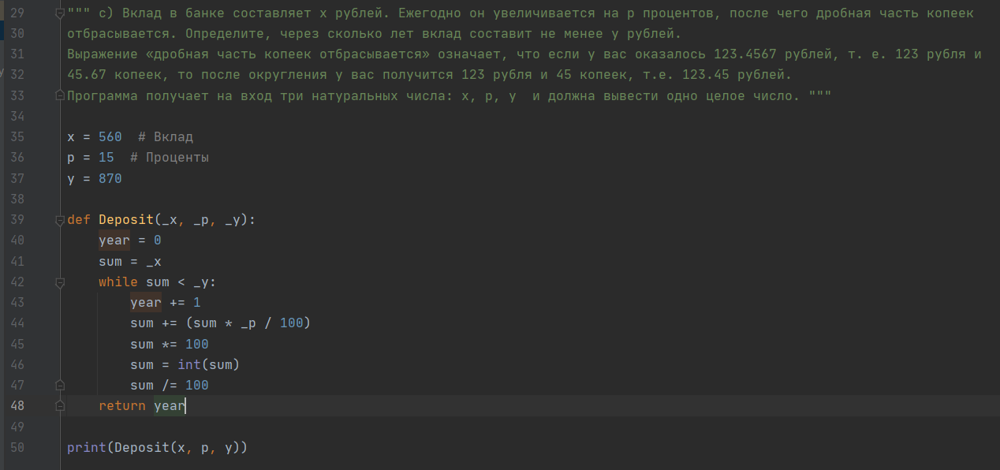 29 """ c) Вклад в банке составляет x рублей. Ежегодно он увеличивается на p процентов, после чего дробная часть копеек
30 отбрасывается. Определите, через сколько лет вклад составит не менее y рублей.
31 Выражение «дробная часть копеек отбрасывается» означает, что если у вас оказалось 123.4567 рублей, т. е. 123 рубля и
32 45.67 копеек, то после округления у вас получится 123 рубля и 45 копеек, т.е. 123.45 рублей.
33 Программа получает на вход три натуральных числа: x, p, y  и должна вывести одно целое число. """
34
35 x = 560  # Вклад
36 p = 15  # Проценты
37 y = 870
38
39 def Deposit(_x, _p, _y):
40     year = 0
41     sum = _x
42     while sum < _y:
43         year += 1
44         sum += (sum * _p / 100)
45         sum *= 100
46         sum = int(sum)
47         sum /= 100
48     return year
49
50 print(Deposit(x, p, y))